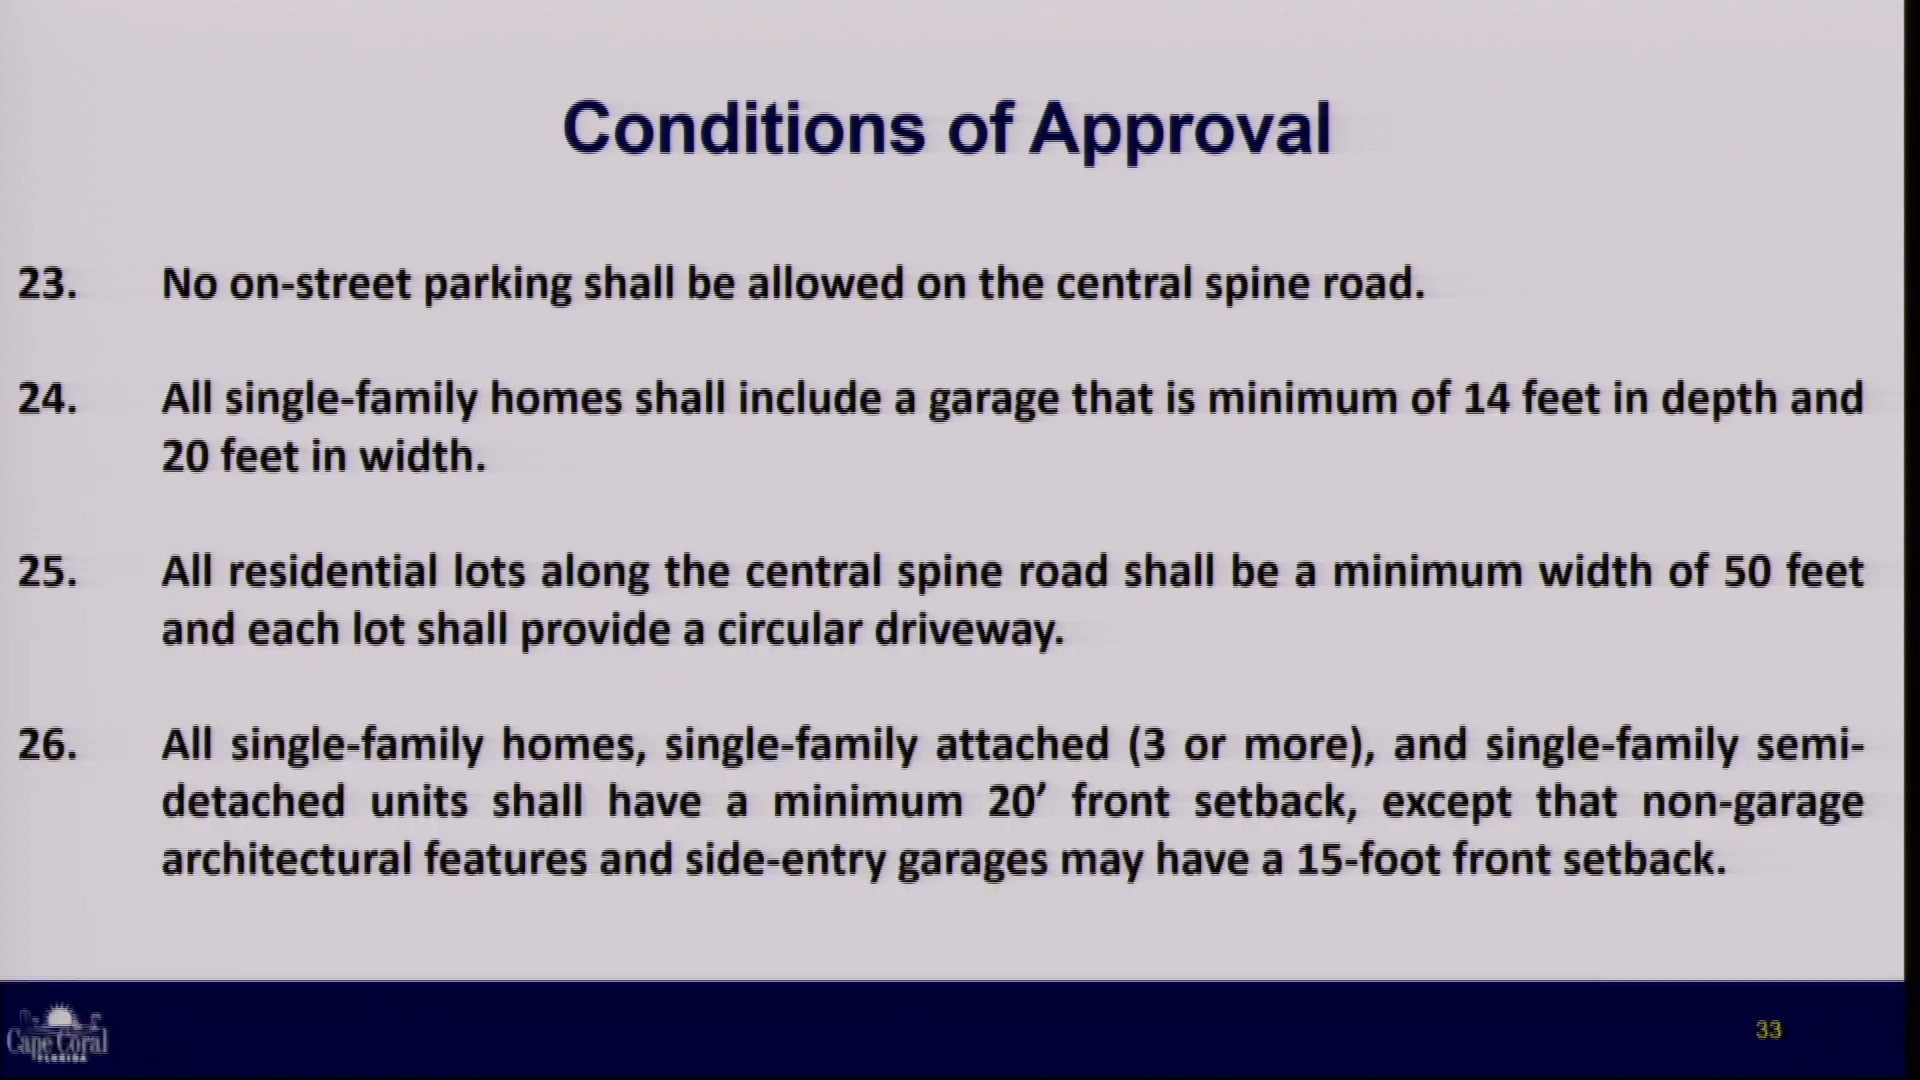 Conditions of Approval
23. No on-street parking shall be allowed on the central spine road.
24. All single-family homes shall include a garage that is minimum of 14 feet in depth and
20 feet in width.
25. All residential lots along the central spine road shall be a minimum width of 50 feet
and each lot shall provide a circular driveway.
26. All single-family homes, single-family attached (3 or more), and single-family semi-
detached units shall have a minimum 20’ front setback, except that non-garage
architectural features and side-entry garages may have a 15-foot front setback.
Cape Coral
FLORIDA
33